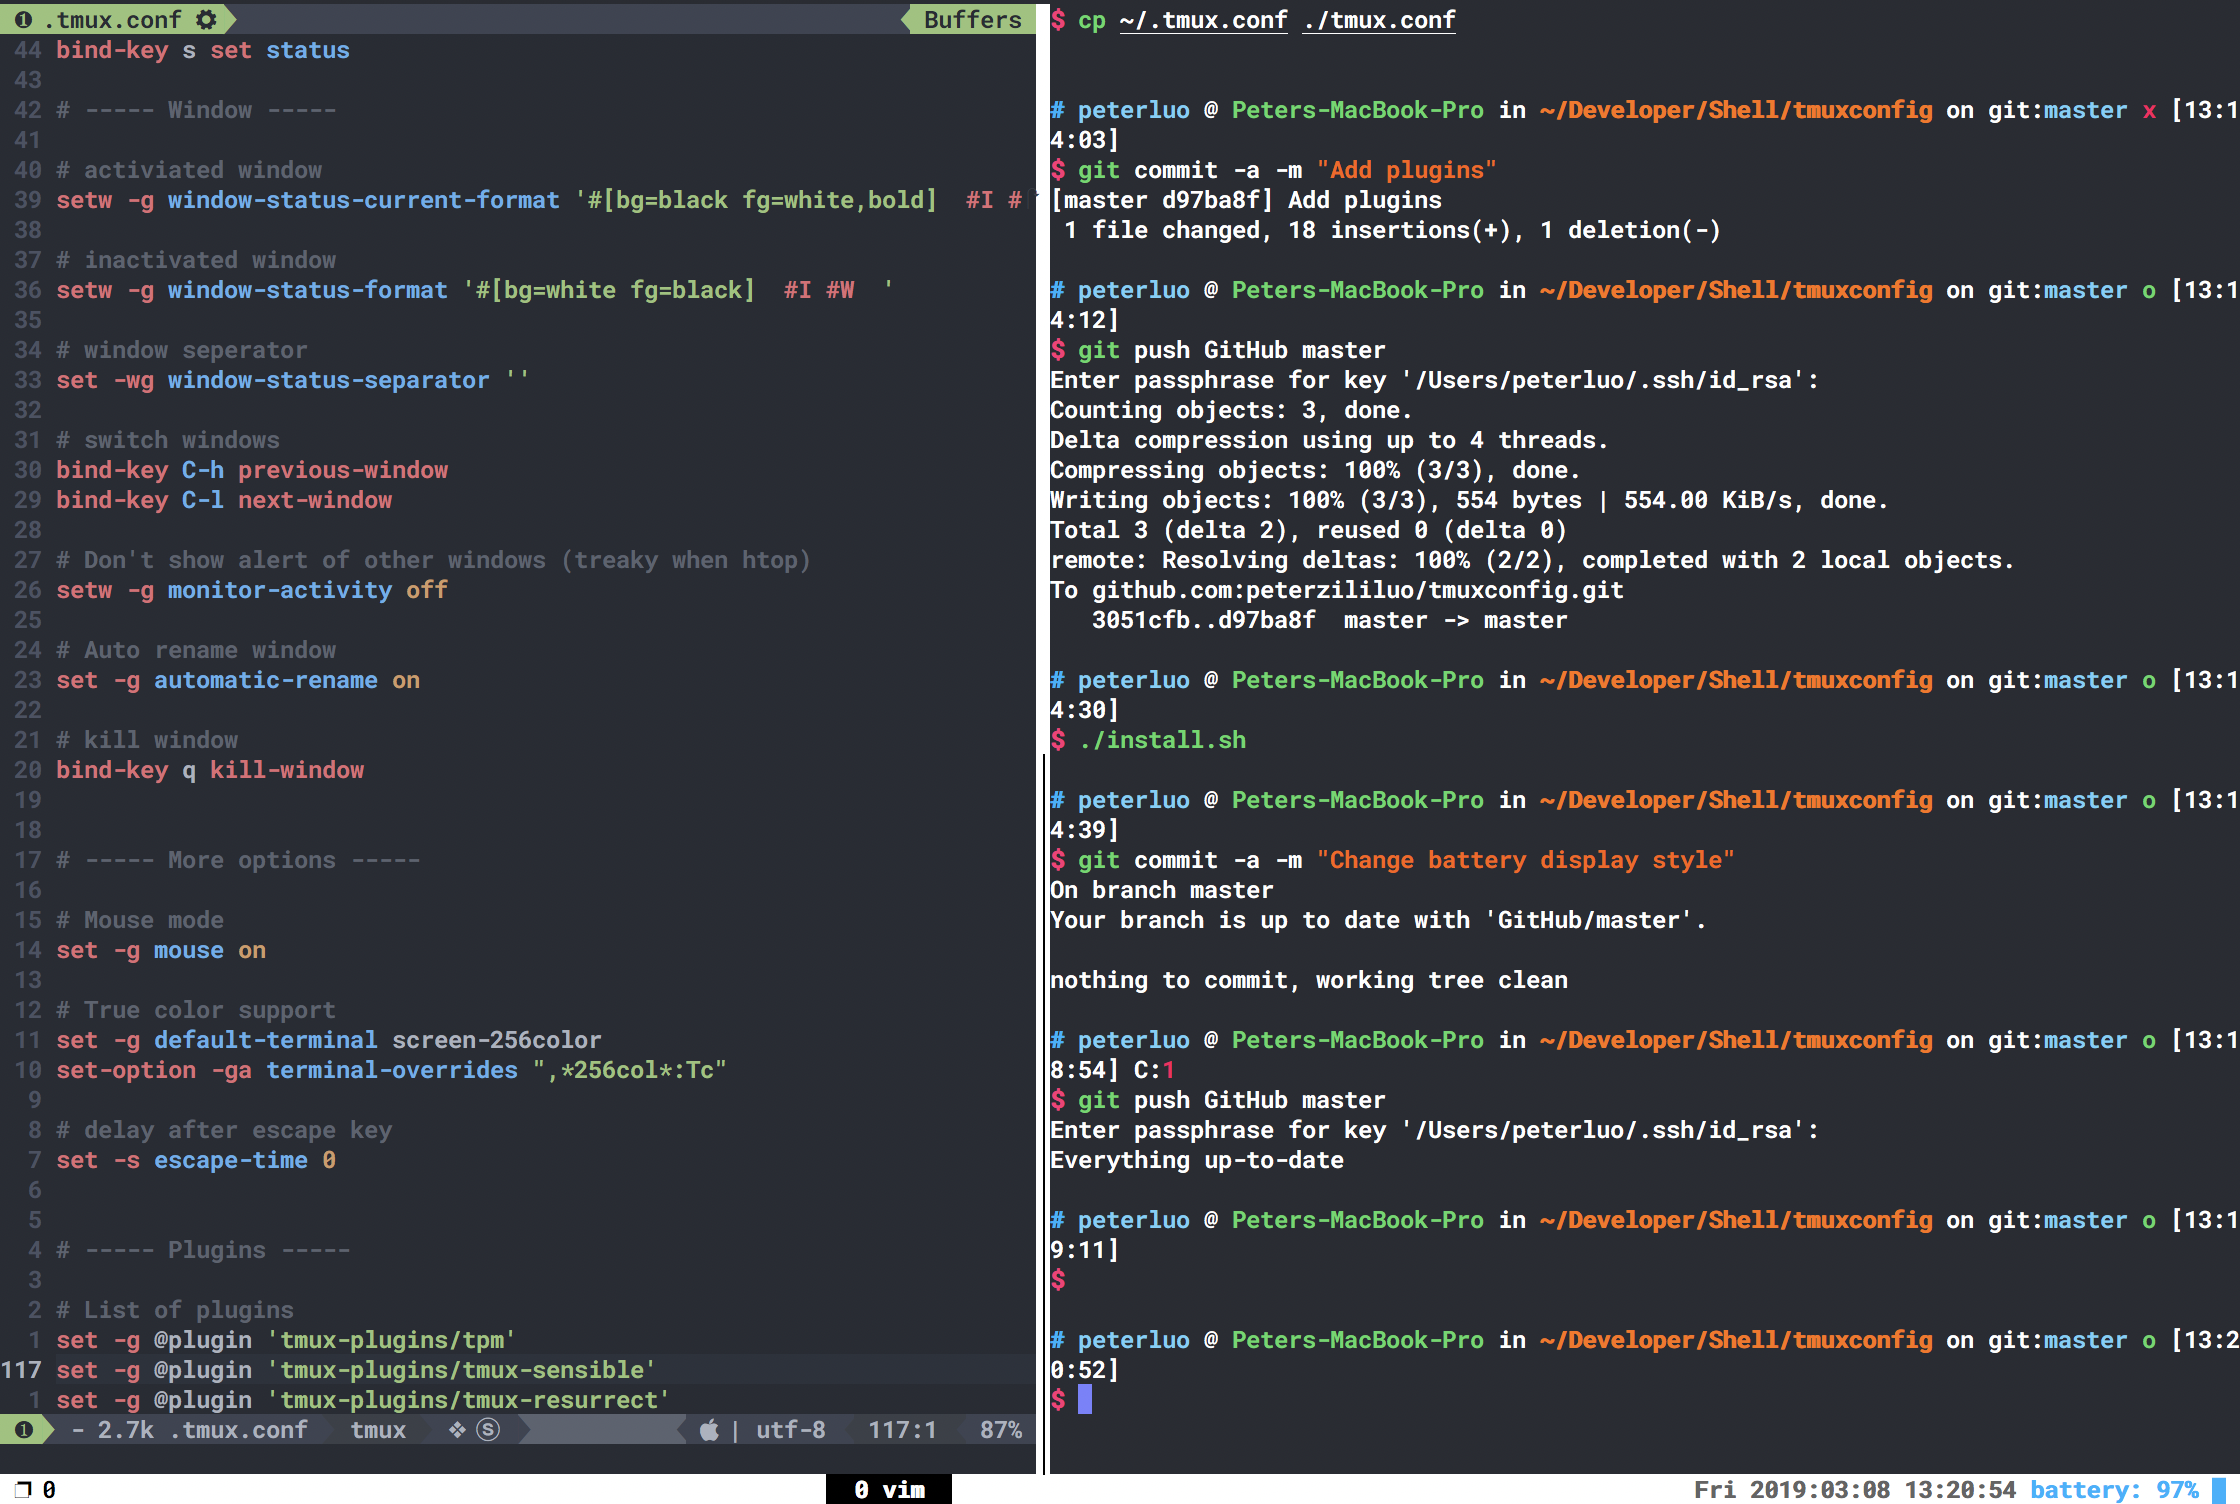 ❶ .tmux.conf Buffers
44 bind-key s set status
43
42 # ----- Window -----
41
40 # activiated window
39 setw -g window-status-current-format '#[bg=black fg=white,bold]  #I #
38
37 # inactivated window
36 setw -g window-status-format '#[bg=white fg=black]  #I #W  '
35
34 # window seperator
33 set -wg window-status-separator ''
32
31 # switch windows
30 bind-key C-h previous-window
29 bind-key C-l next-window
28
27 # Don't show alert of other windows (treaky when htop)
26 setw -g monitor-activity off
25
24 # Auto rename window
23 set -g automatic-rename on
22
21 # kill window
20 bind-key q kill-window
19
18
17 # ----- More options -----
16
15 # Mouse mode
14 set -g mouse on
13
12 # True color support
11 set -g default-terminal screen-256color
10 set-option -ga terminal-overrides ",*256col*:Tc"
9
8 # delay after escape key
7 set -s escape-time 0
6
5
4 # ----- Plugins -----
3
2 # List of plugins
1 set -g @plugin 'tmux-plugins/tpm'
117 set -g @plugin 'tmux-plugins/tmux-sensible'
1 set -g @plugin 'tmux-plugins/tmux-resurrect'
❶ - 2.7k .tmux.conf tmux ❖ Ⓢ | utf-8 117:1 87%
$ cp ~/.tmux.conf ./tmux.conf
# peterluo @ Peters-MacBook-Pro in ~/Developer/Shell/tmuxconfig on git:master x [13:1
4:03]
$ git commit -a -m "Add plugins"
[master d97ba8f] Add plugins
 1 file changed, 18 insertions(+), 1 deletion(-)
# peterluo @ Peters-MacBook-Pro in ~/Developer/Shell/tmuxconfig on git:master o [13:1
4:12]
$ git push GitHub master
Enter passphrase for key '/Users/peterluo/.ssh/id_rsa':
Counting objects: 3, done.
Delta compression using up to 4 threads.
Compressing objects: 100% (3/3), done.
Writing objects: 100% (3/3), 554 bytes | 554.00 KiB/s, done.
Total 3 (delta 2), reused 0 (delta 0)
remote: Resolving deltas: 100% (2/2), completed with 2 local objects.
To github.com:peterzililuo/tmuxconfig.git
   3051cfb..d97ba8f  master -> master
# peterluo @ Peters-MacBook-Pro in ~/Developer/Shell/tmuxconfig on git:master o [13:1
4:30]
$ ./install.sh
# peterluo @ Peters-MacBook-Pro in ~/Developer/Shell/tmuxconfig on git:master o [13:1
4:39]
$ git commit -a -m "Change battery display style"
On branch master
Your branch is up to date with 'GitHub/master'.
nothing to commit, working tree clean
# peterluo @ Peters-MacBook-Pro in ~/Developer/Shell/tmuxconfig on git:master o [13:1
8:54] C:1
$ git push GitHub master
Enter passphrase for key '/Users/peterluo/.ssh/id_rsa':
Everything up-to-date
# peterluo @ Peters-MacBook-Pro in ~/Developer/Shell/tmuxconfig on git:master o [13:1
9:11]
$
# peterluo @ Peters-MacBook-Pro in ~/Developer/Shell/tmuxconfig on git:master o [13:2
0:52]
$
❐ 0 0 vim Fri 2019:03:08 13:20:54 battery: 97%